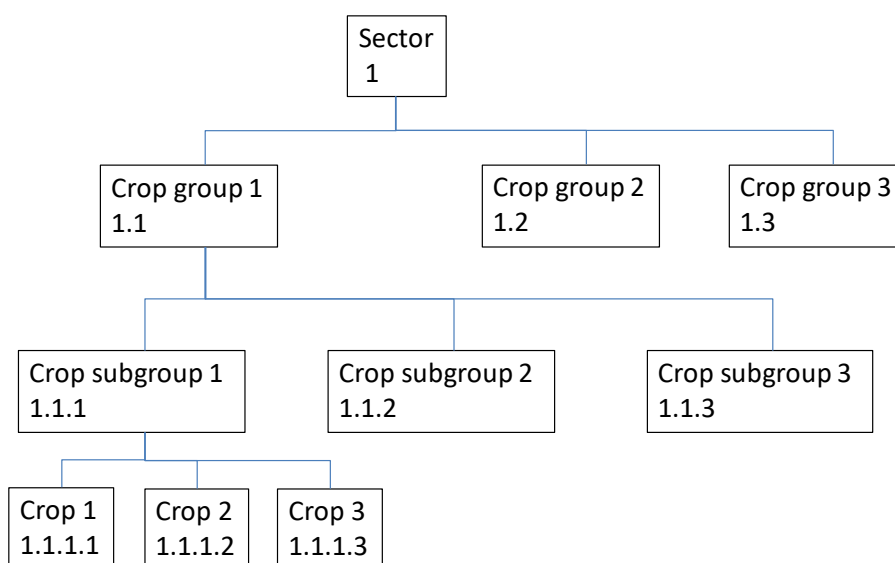 Sector
1
Crop group 1
1.1
Crop group 2
1.2
Crop group 3
1.3
Crop subgroup 1
1.1.1
Crop subgroup 2
1.1.2
Crop subgroup 3
1.1.3
Crop 1
1.1.1.1
Crop 2
1.1.1.2
Crop 3
1.1.1.3